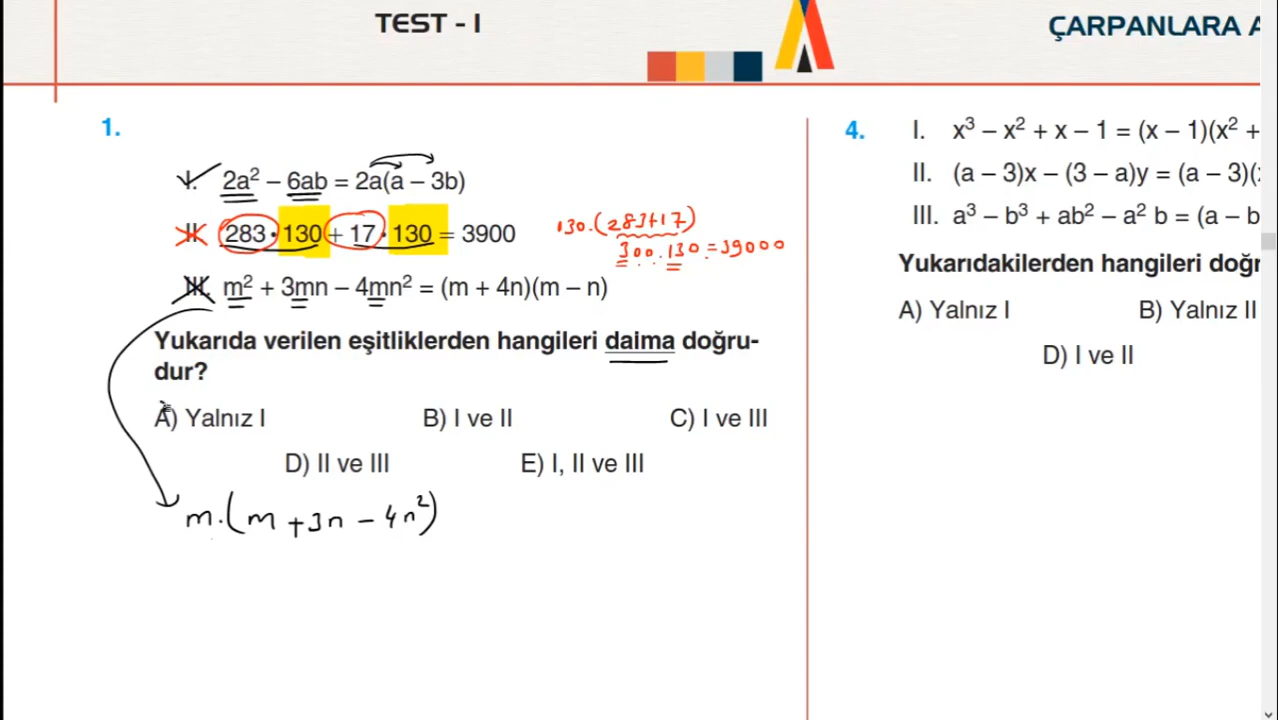 TEST - I
ÇARPANLARA A
1.
I. 2a² – 6ab = 2a(a – 3b)
II. 283 · 130 + 17 · 130 = 3900
130.(283+17)
300.130=39000
III. m² + 3mn – 4mn² = (m + 4n)(m – n)
Yukarıda verilen eşitliklerden hangileri daima doğru-
dur?
A) Yalnız I B) I ve II C) I ve III
D) II ve III E) I, II ve III
m.(m+3n-4n²)
4.
I. x³ – x² + x – 1 = (x – 1)(x² +
II. (a – 3)x – (3 – a)y = (a – 3)(
III. a³ – b³ + ab² – a² b = (a – b
Yukarıdakilerden hangileri doğr
A) Yalnız I B) Yalnız II
D) I ve II